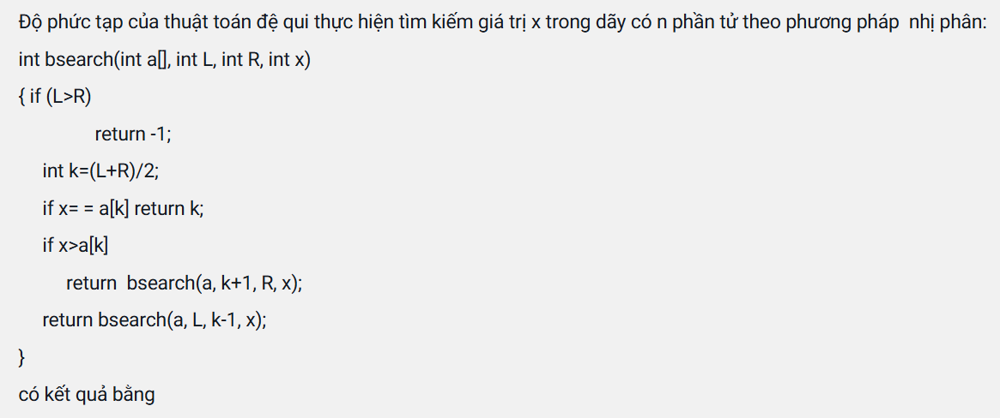 Độ phức tạp của thuật toán đệ qui thực hiện tìm kiếm giá trị x trong dãy có n phần tử theo phương pháp nhị phân:
int bsearch(int a[], int L, int R, int x)
{ if (L>R)
return -1;
int k=(L+R)/2;
if x= = a[k] return k;
if x>a[k]
return bsearch(a, k+1, R, x);
return bsearch(a, L, k-1, x);
}
có kết quả bằng